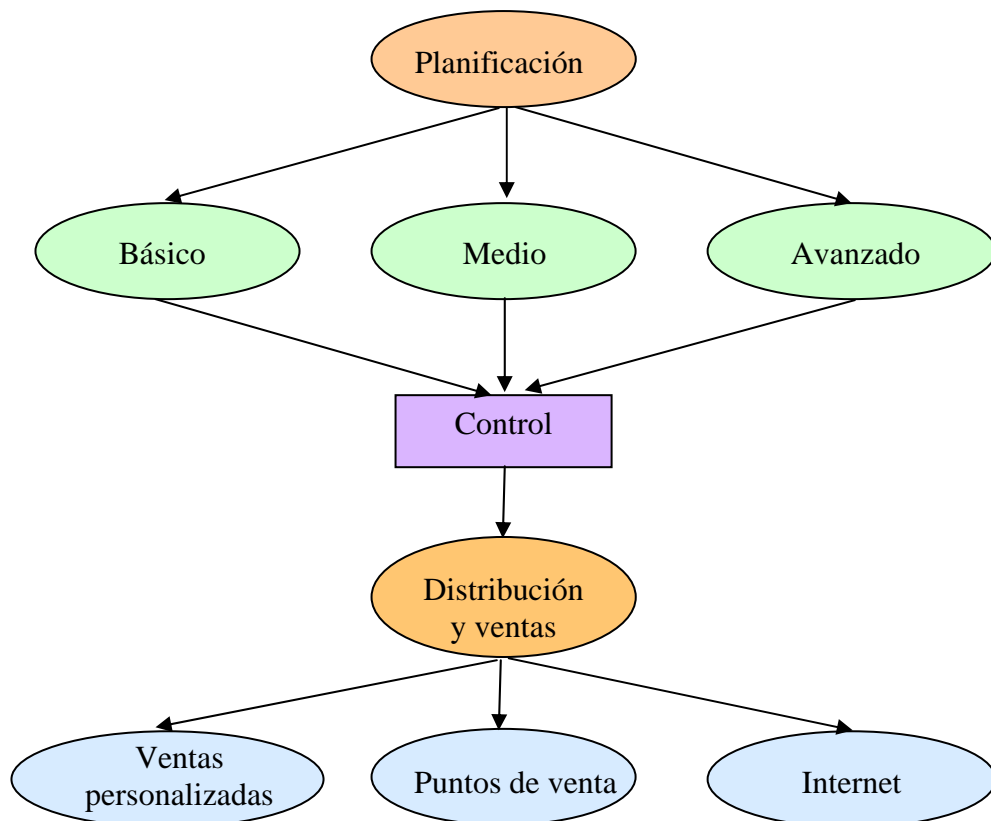 Planificación
Básico
Medio
Avanzado
Control
Distribución
y ventas
Ventas
personalizadas
Puntos de venta
Internet